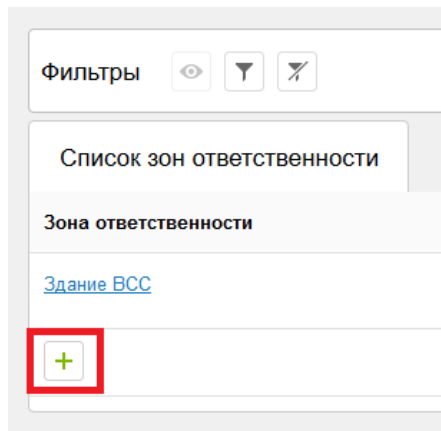 Фильтры
Список зон ответственности
Зона ответственности
Здание ВСС